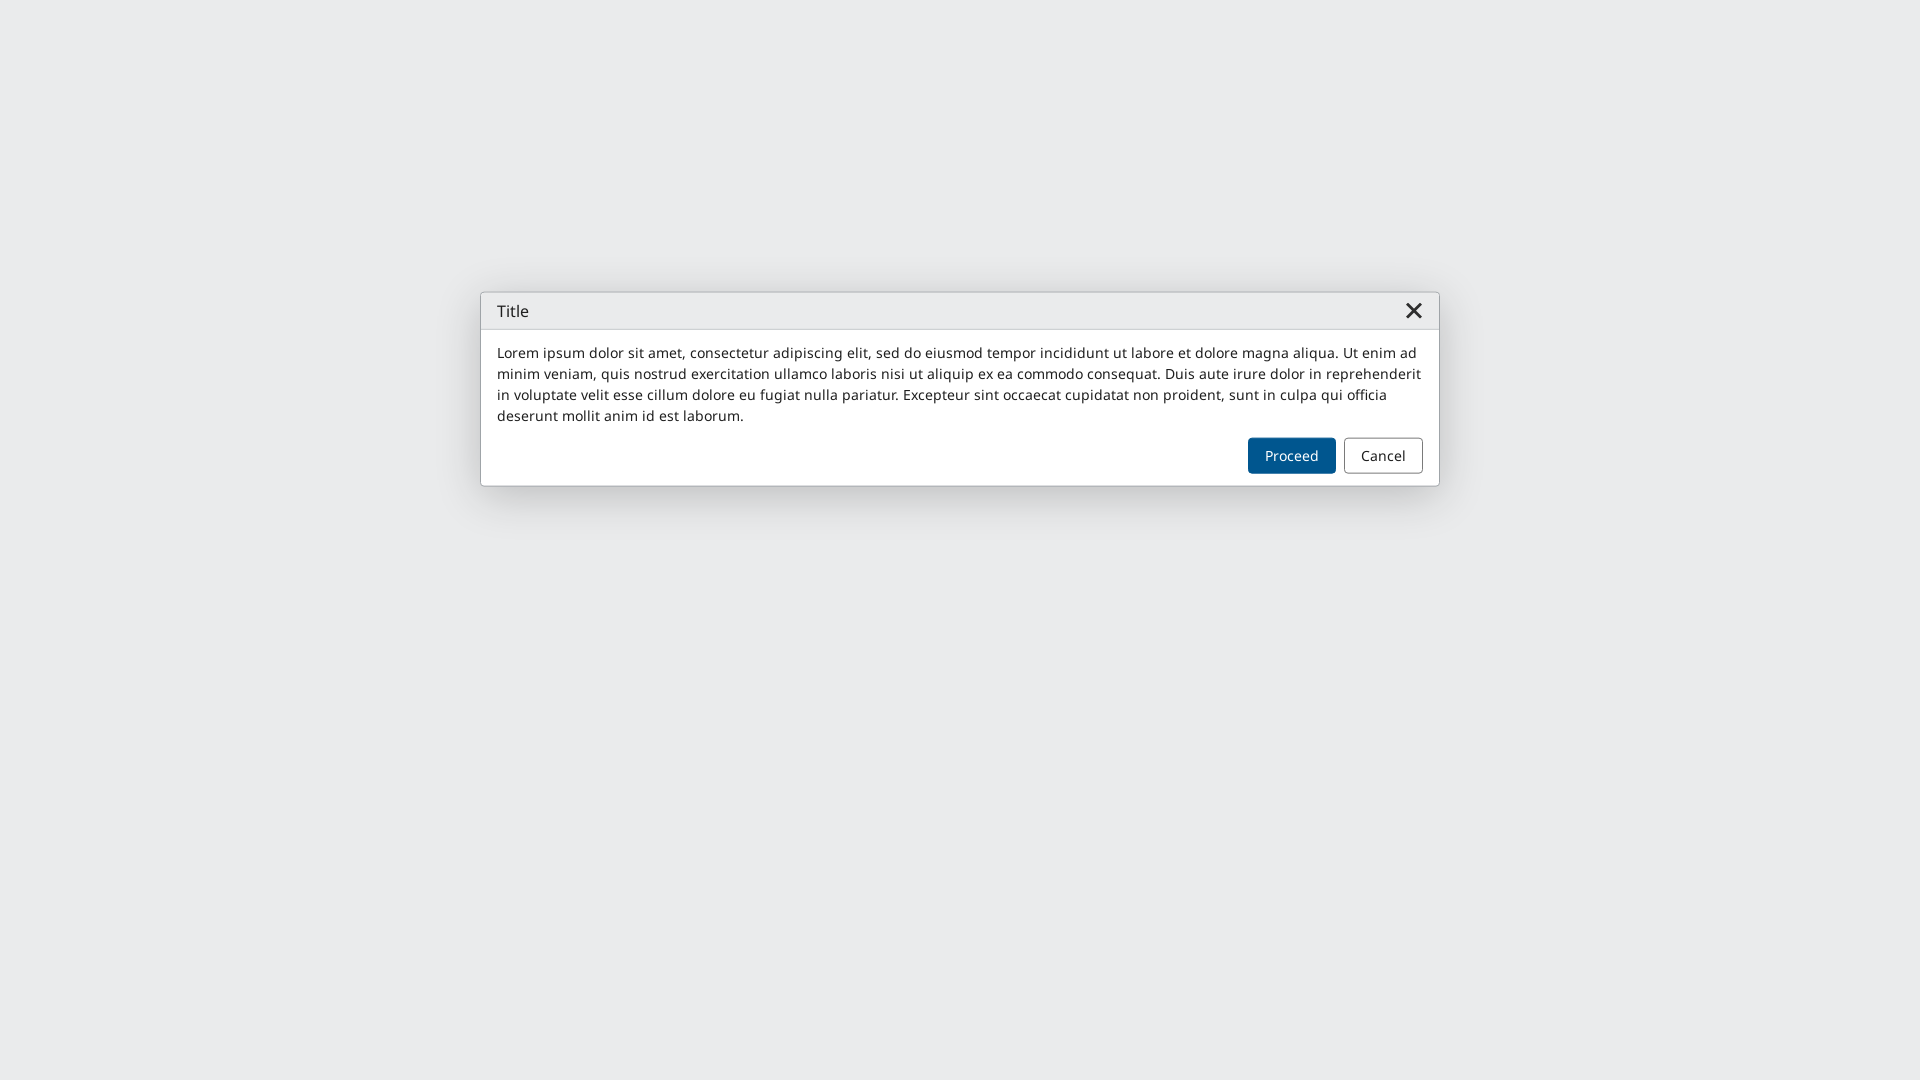 Title
Lorem ipsum dolor sit amet, consectetur adipiscing elit, sed do eiusmod tempor incididunt ut labore et dolore magna aliqua. Ut enim ad
minim veniam, quis nostrud exercitation ullamco laboris nisi ut aliquip ex ea commodo consequat. Duis aute irure dolor in reprehenderit
in voluptate velit esse cillum dolore eu fugiat nulla pariatur. Excepteur sint occaecat cupidatat non proident, sunt in culpa qui officia
deserunt mollit anim id est laborum.
Proceed Cancel